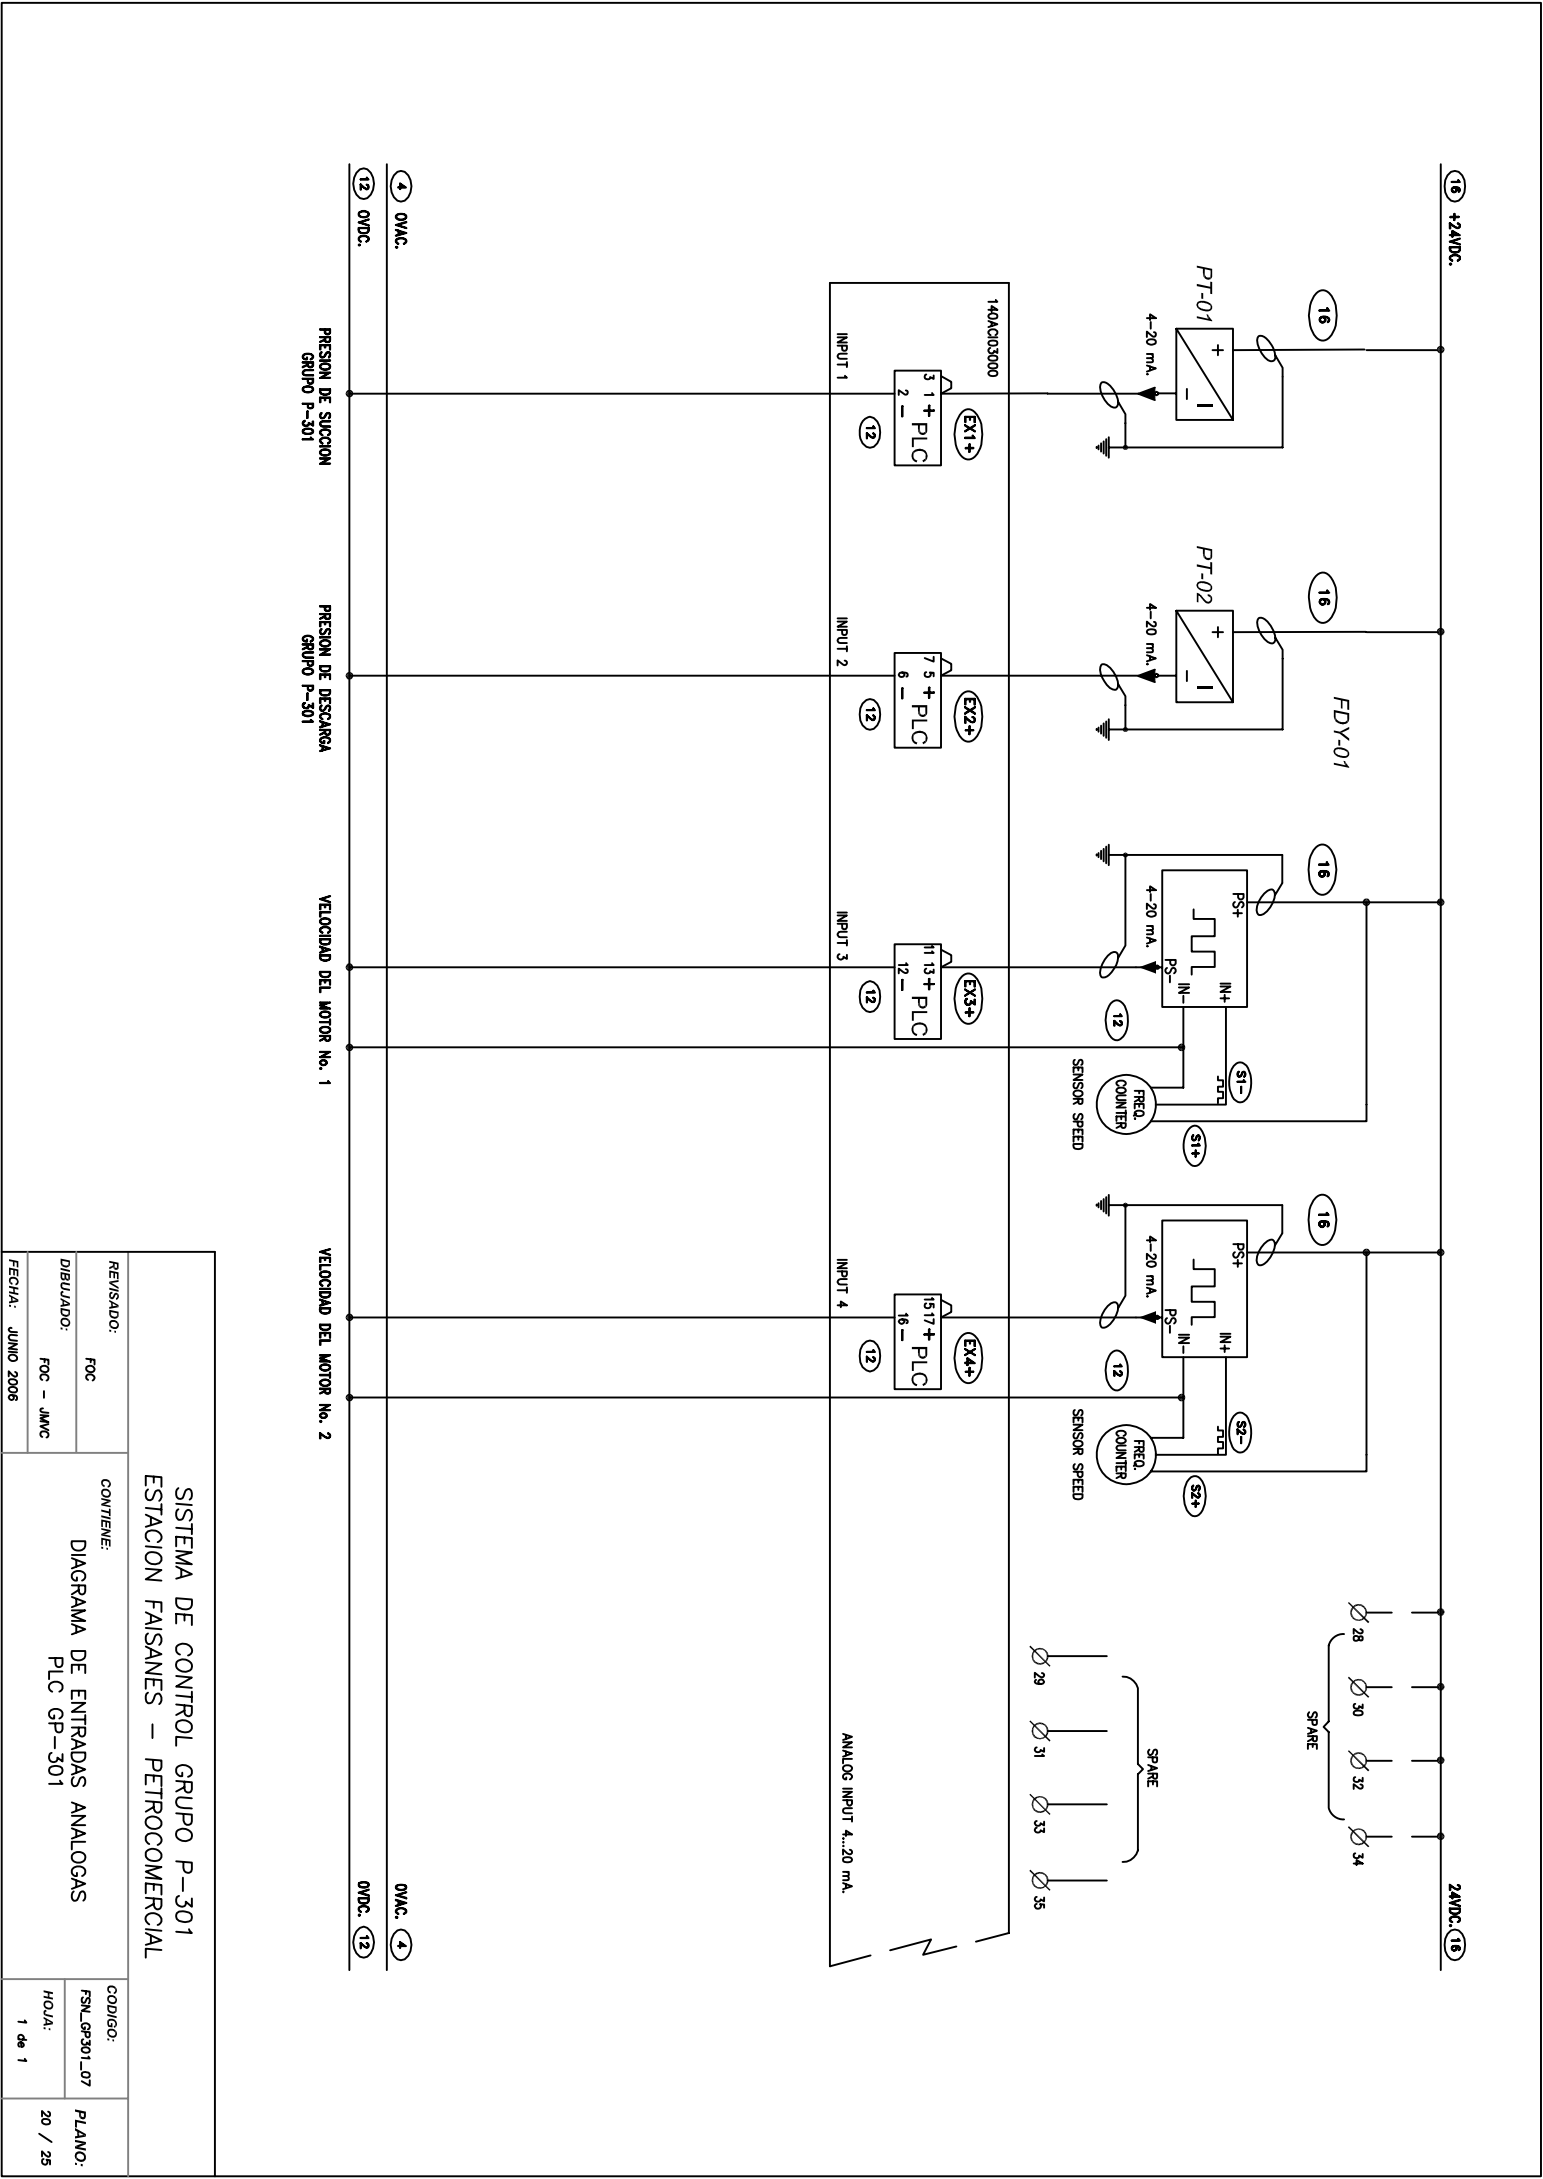 16 +24VDC.
24VDC. 16
16
16
FDY-01
16
16
28
30
32
34
SPARE
PT-01
+
- I
4-20 mA.
PT-02
+
- I
4-20 mA.
PS+
IN+
IN-
PS-
4-20 mA.
S1-
S1+
12
FREQ.
COUNTER
SENSOR SPEED
PS+
IN+
IN-
PS-
4-20 mA.
S2-
S2+
12
FREQ.
COUNTER
SENSOR SPEED
SPARE
29
31
33
35
140ACI03000
EX1+
3 1 + PLC
2 -
12
INPUT 1
EX2+
7 5 + PLC
6 -
12
INPUT 2
EX3+
11 13 + PLC
12 -
12
INPUT 3
EX4+
15 17 + PLC
16 -
12
INPUT 4
ANALOG INPUT 4...20 mA.
4 0VAC.
0VAC. 4
12 0VDC.
0VDC. 12
PRESION DE SUCCION
GRUPO P-301
PRESION DE DESCARGA
GRUPO P-301
VELOCIDAD DEL MOTOR No. 1
VELOCIDAD DEL MOTOR No. 2
SISTEMA DE CONTROL GRUPO P-301
ESTACION FAISANES - PETROCOMERCIAL
REVISADO:
FOC
DIBUJADO:
FOC - JMVC
FECHA: JUNIO 2006
CONTIENE:
DIAGRAMA DE ENTRADAS ANALOGAS
PLC GP-301
CODIGO:
FSN_GP301_07
HOJA:
1 de 1
PLANO:
20 / 25